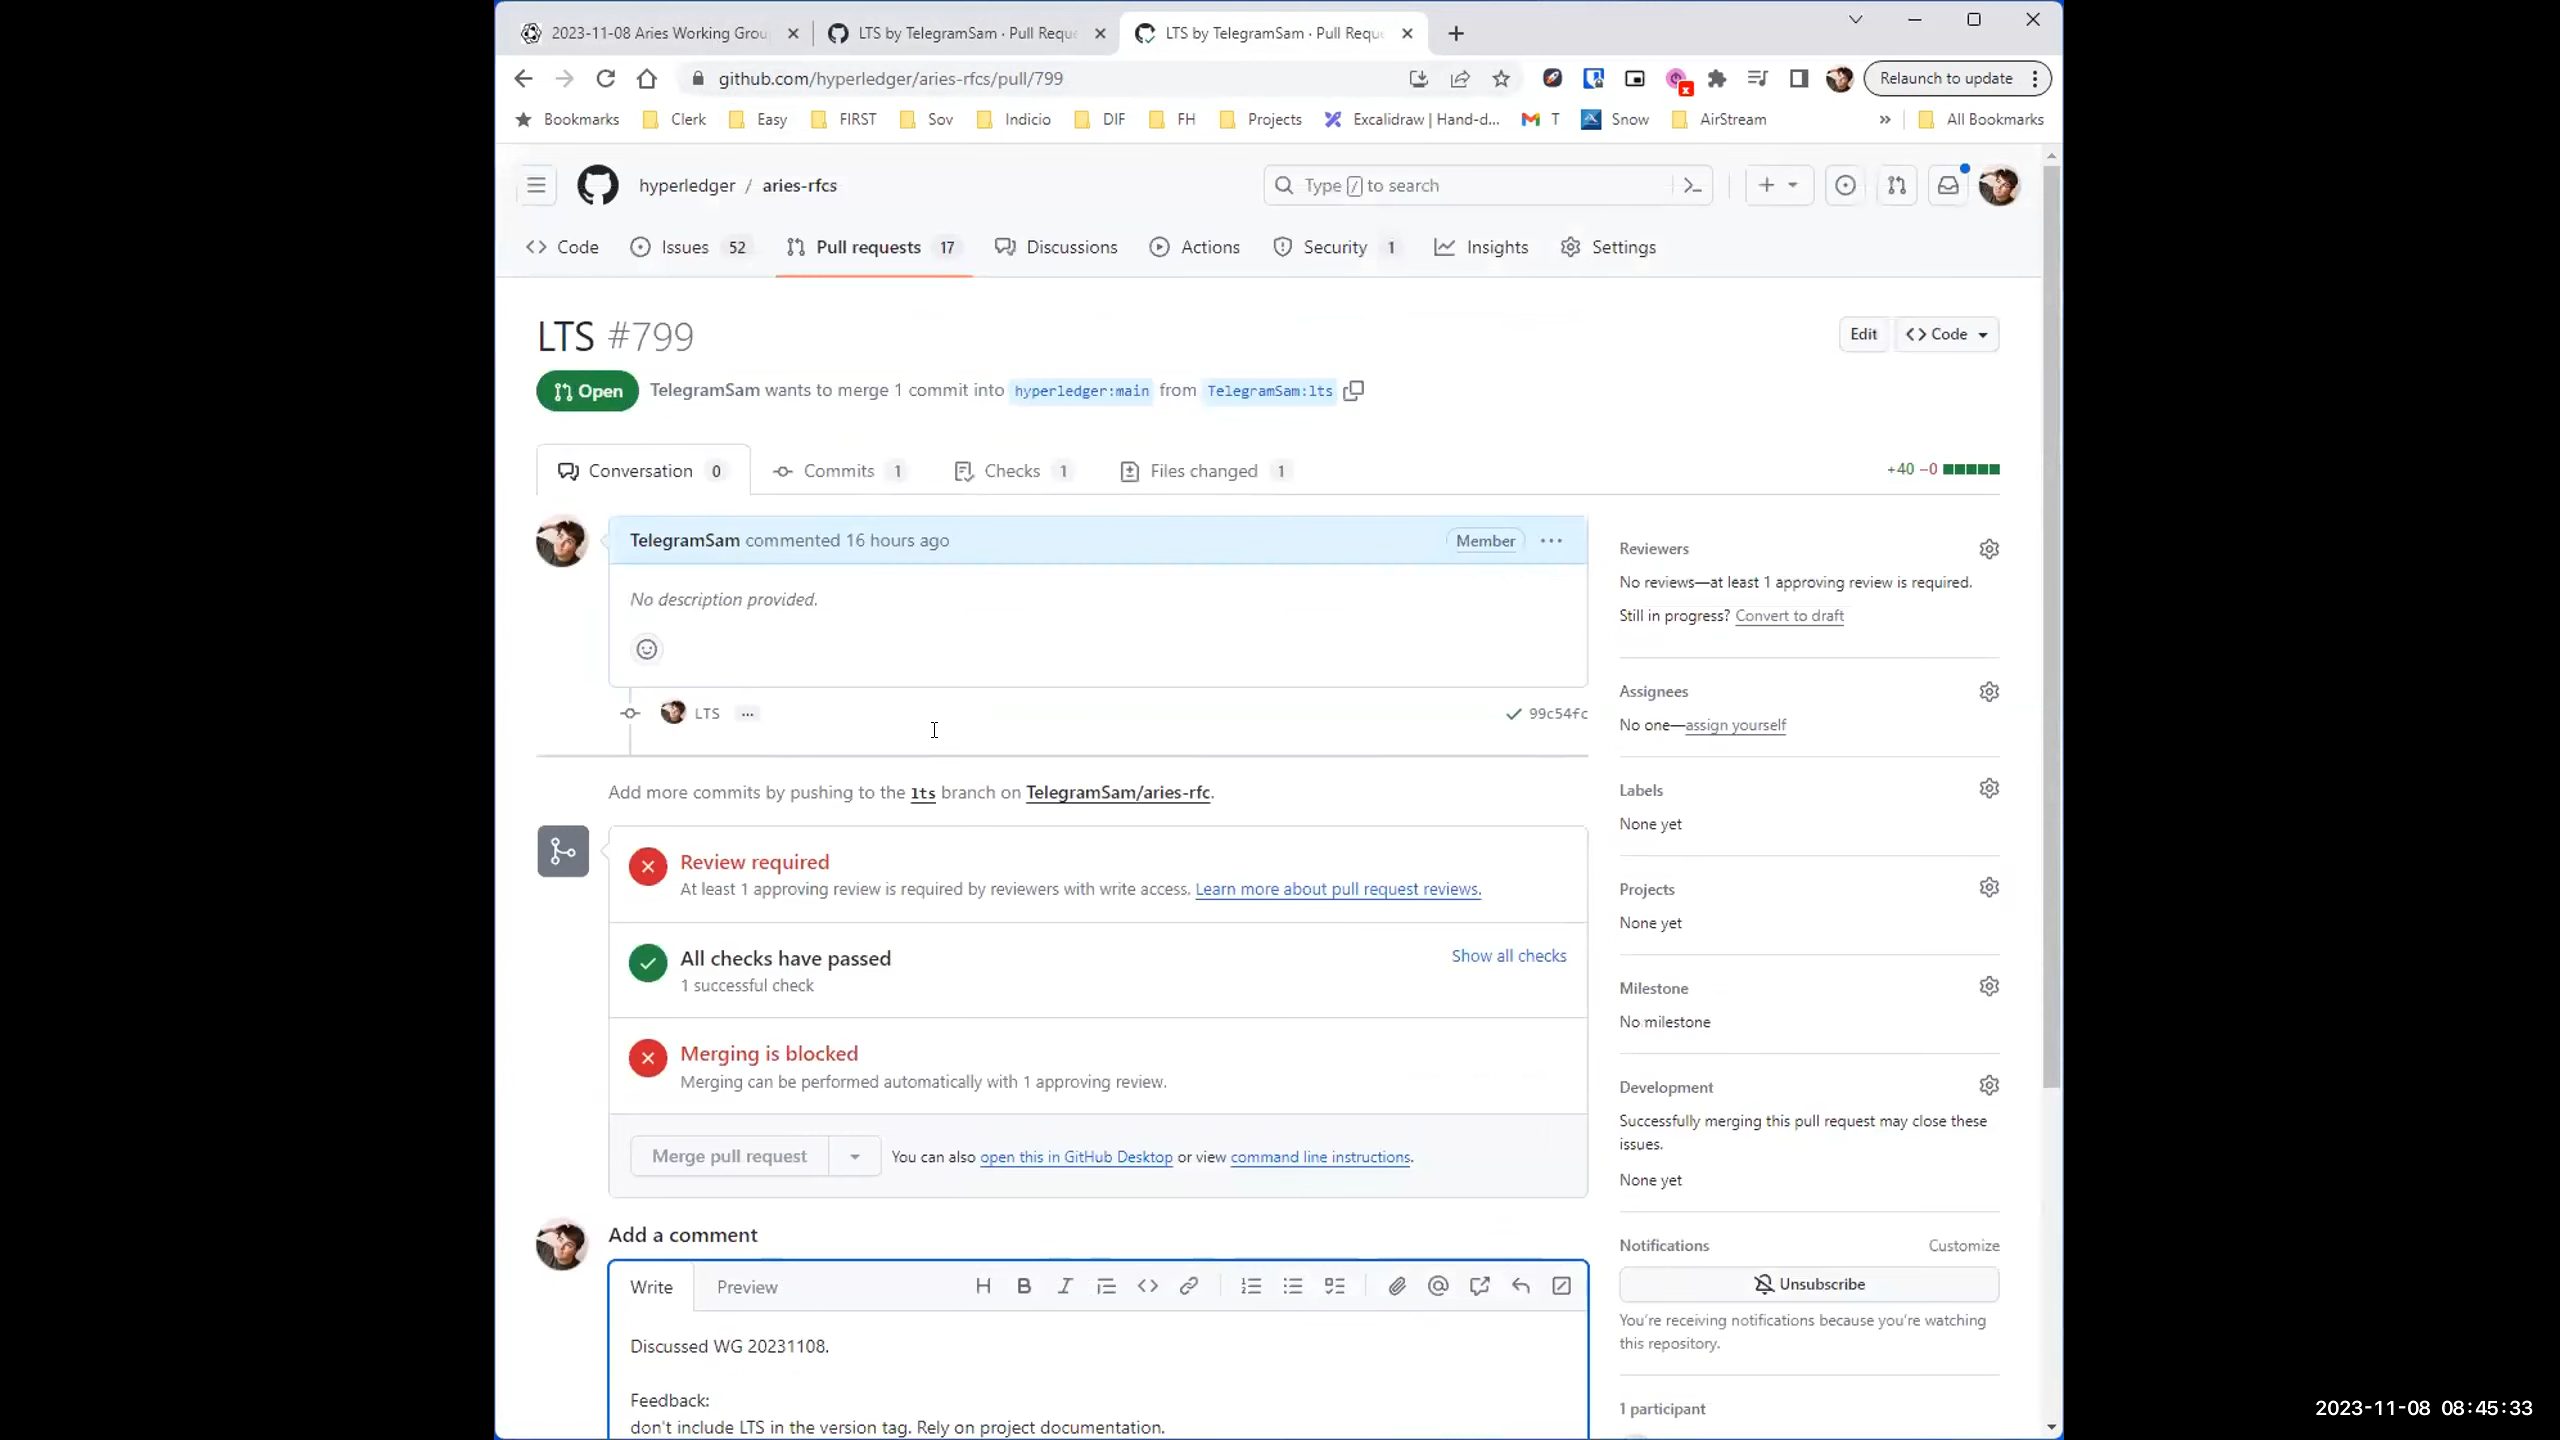 2023-11-08 Aries Working Grou
LTS by TelegramSam · Pull Reque
LTS by TelegramSam · Pull Reque
github.com/hyperledger/aries-rfcs/pull/799
Relaunch to update
Bookmarks
Clerk
Easy
FIRST
Sov
Indicio
DIF
FH
Projects
Excalidraw | Hand-d...
T
Snow
AirStream
»
All Bookmarks
hyperledger / aries-rfcs
Type / to search
Code
Issues 52
Pull requests 17
Discussions
Actions
Security 1
Insights
Settings
LTS #799
Edit
Code
Open
TelegramSam wants to merge 1 commit into hyperledger:main from TelegramSam:lts
Conversation 0
Commits 1
Checks 1
Files changed 1
+40 −0
TelegramSam commented 16 hours ago
Member
No description provided.
LTS ...
99c54fc
Add more commits by pushing to the lts branch on TelegramSam/aries-rfc.
Review required
At least 1 approving review is required by reviewers with write access. Learn more about pull request reviews.
All checks have passed
1 successful check
Show all checks
Merging is blocked
Merging can be performed automatically with 1 approving review.
Merge pull request
You can also open this in GitHub Desktop or view command line instructions.
Add a comment
Write
Preview
Discussed WG 20231108.
Feedback:
don't include LTS in the version tag. Rely on project documentation.
Reviewers
No reviews—at least 1 approving review is required.
Still in progress? Convert to draft
Assignees
No one—assign yourself
Labels
None yet
Projects
None yet
Milestone
No milestone
Development
Successfully merging this pull request may close these
issues.
None yet
Notifications
Customize
Unsubscribe
You're receiving notifications because you're watching
this repository.
1 participant
2023-11-08 08:45:33